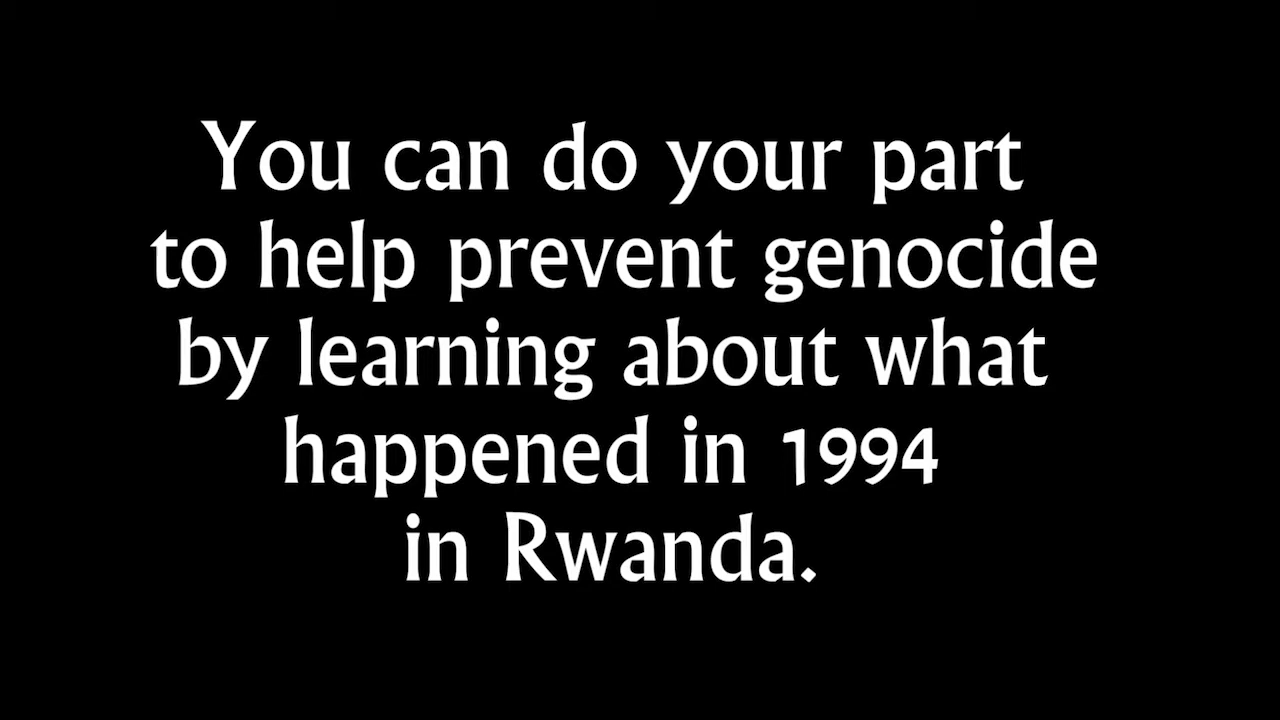 You can do your part
to help prevent genocide
by learning about what
happened in 1994
in Rwanda.